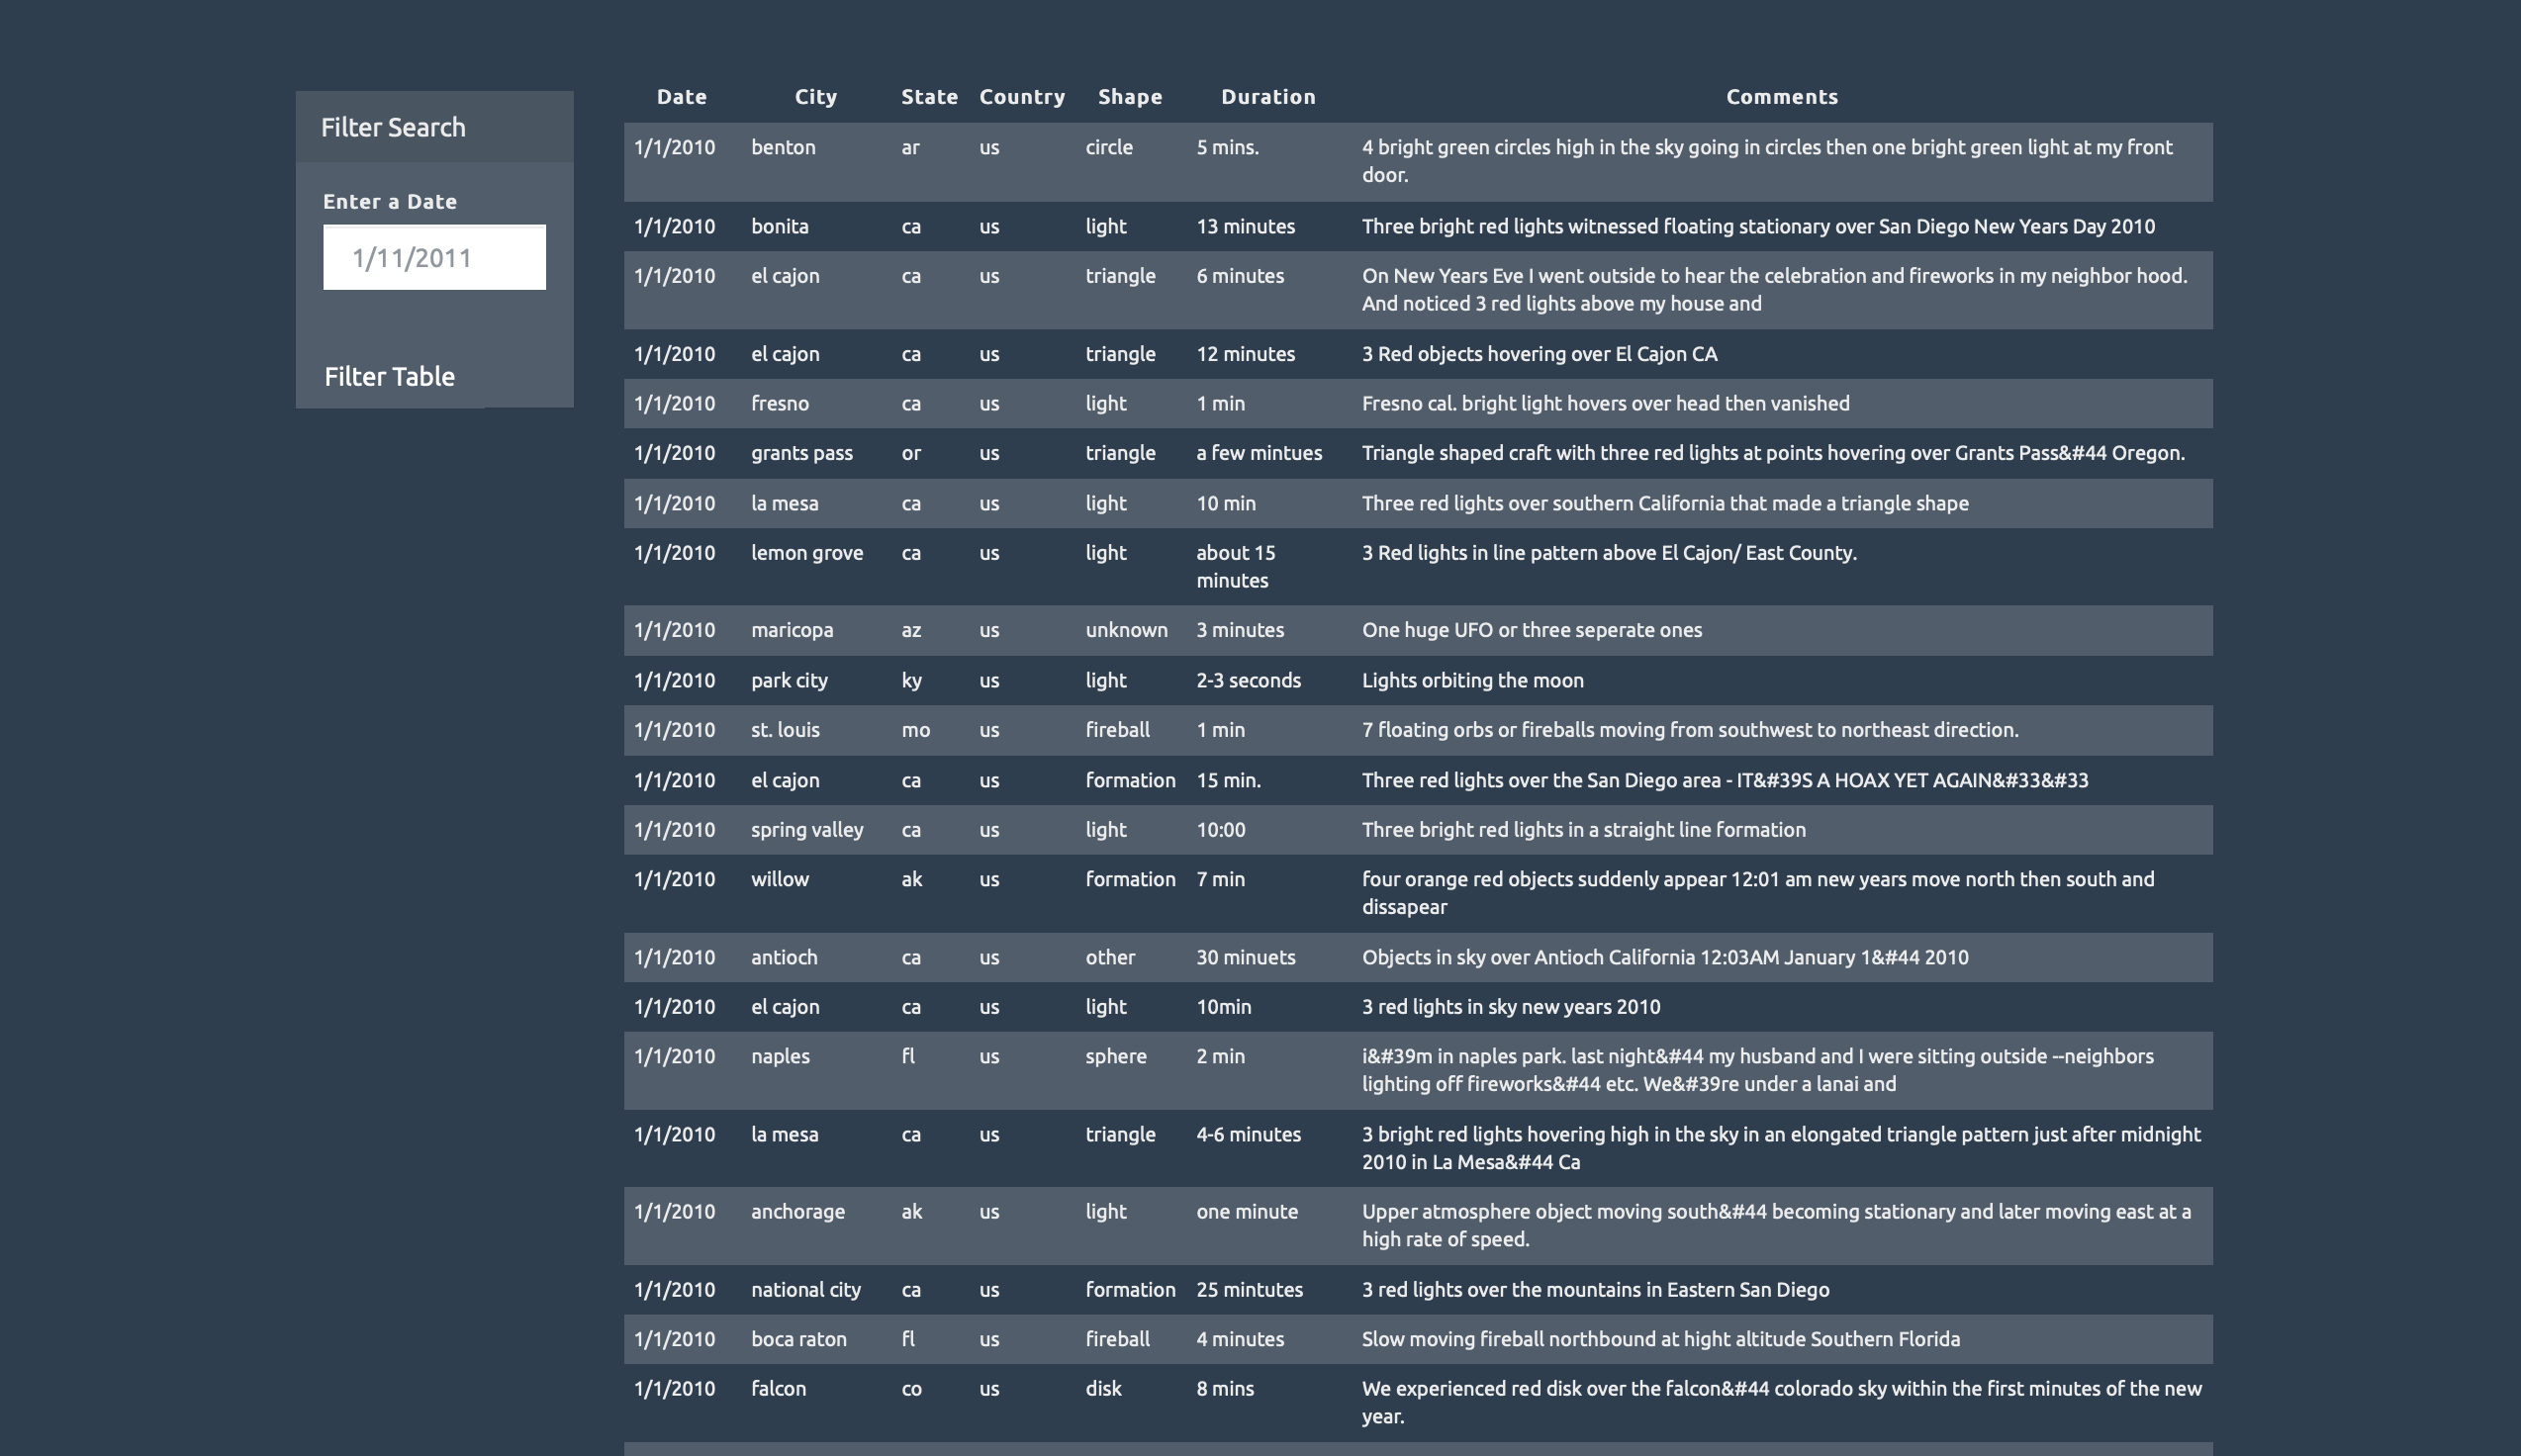 Filter Search
Enter a Date
1/11/2011
Filter Table
Date City State Country Shape Duration Comments
1/1/2010 benton ar us circle 5 mins. 4 bright green circles high in the sky going in circles then one bright green light at my front
door.
1/1/2010 bonita ca us light 13 minutes Three bright red lights witnessed floating stationary over San Diego New Years Day 2010
1/1/2010 el cajon ca us triangle 6 minutes On New Years Eve I went outside to hear the celebration and fireworks in my neighbor hood.
And noticed 3 red lights above my house and
1/1/2010 el cajon ca us triangle 12 minutes 3 Red objects hovering over El Cajon CA
1/1/2010 fresno ca us light 1 min Fresno cal. bright light hovers over head then vanished
1/1/2010 grants pass or us triangle a few mintues Triangle shaped craft with three red lights at points hovering over Grants Pass&#44 Oregon.
1/1/2010 la mesa ca us light 10 min Three red lights over southern California that made a triangle shape
1/1/2010 lemon grove ca us light about 15 3 Red lights in line pattern above El Cajon/ East County.
minutes
1/1/2010 maricopa az us unknown 3 minutes One huge UFO or three seperate ones
1/1/2010 park city ky us light 2-3 seconds Lights orbiting the moon
1/1/2010 st. louis mo us fireball 1 min 7 floating orbs or fireballs moving from southwest to northeast direction.
1/1/2010 el cajon ca us formation 15 min. Three red lights over the San Diego area - IT&#39S A HOAX YET AGAIN&#33&#33
1/1/2010 spring valley ca us light 10:00 Three bright red lights in a straight line formation
1/1/2010 willow ak us formation 7 min four orange red objects suddenly appear 12:01 am new years move north then south and
dissapear
1/1/2010 antioch ca us other 30 minuets Objects in sky over Antioch California 12:03AM January 1&#44 2010
1/1/2010 el cajon ca us light 10min 3 red lights in sky new years 2010
1/1/2010 naples fl us sphere 2 min i&#39m in naples park. last night&#44 my husband and I were sitting outside --neighbors
lighting off fireworks&#44 etc. We&#39re under a lanai and
1/1/2010 la mesa ca us triangle 4-6 minutes 3 bright red lights hovering high in the sky in an elongated triangle pattern just after midnight
2010 in La Mesa&#44 Ca
1/1/2010 anchorage ak us light one minute Upper atmosphere object moving south&#44 becoming stationary and later moving east at a
high rate of speed.
1/1/2010 national city ca us formation 25 mintutes 3 red lights over the mountains in Eastern San Diego
1/1/2010 boca raton fl us fireball 4 minutes Slow moving fireball northbound at hight altitude Southern Florida
1/1/2010 falcon co us disk 8 mins We experienced red disk over the falcon&#44 colorado sky within the first minutes of the new
year.